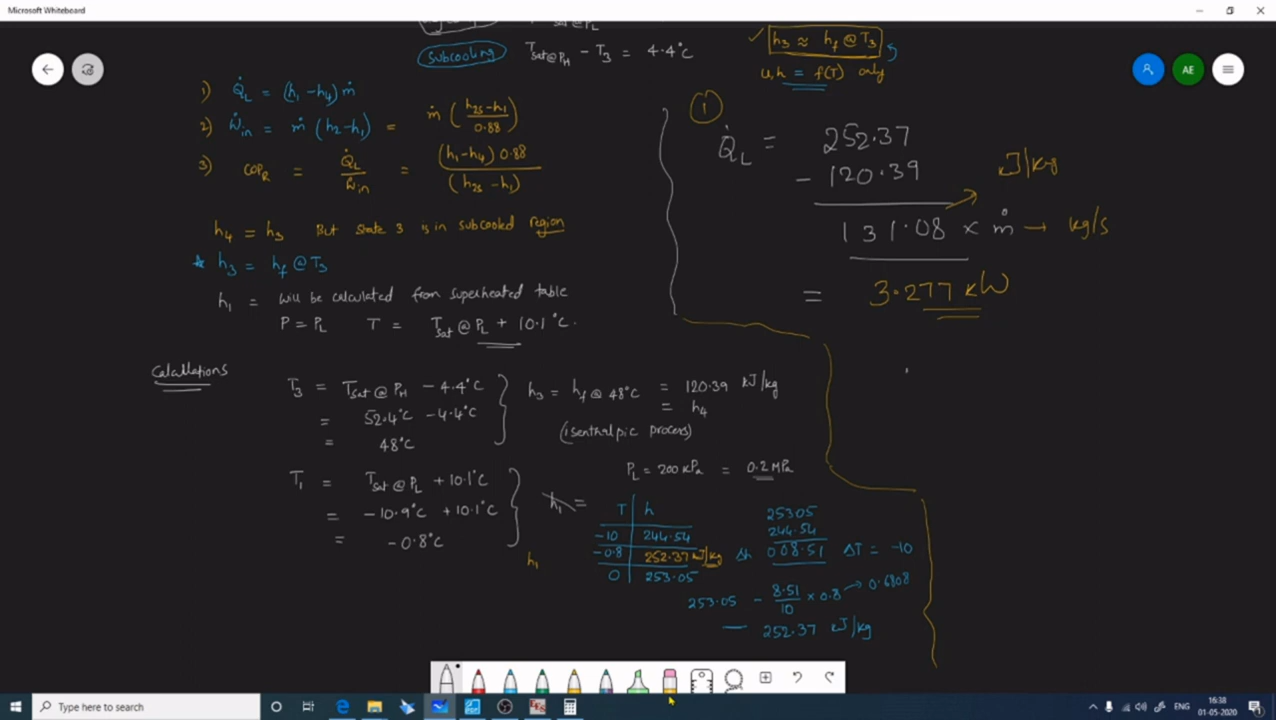 Microsoft Whiteboard
Tsat@PL
Subcooling Tsat@PH - T3 = 4.4°C
✓ h3 ≈ hf @ T3
u, h = f(T) only
AE
1) Q̇L = (h1 - h4) ṁ
2) Ẇin = ṁ (h2 - h1) = ṁ (h2s - h1 / 0.88)
3) COPR = Q̇L / Ẇin = (h1 - h4) 0.88 / (h2s - h1)
h4 = h3 But state 3 is in subcooled region
* h3 = hf @ T3
h1 = will be calculated from superheated table
P = PL T = Tsat @ PL + 10.1°C.
1
Q̇L = 252.37
- 120.39 kJ/kg
131.08 × ṁ → kg/s
= 3.277 kW
Calculations
T3 = Tsat @ PH - 4.4°C
= 52.4°C - 4.4°C
= 48°C
h3 = hf @ 48°C = 120.39 kJ/kg
= h4
(isenthalpic process)
T1 = Tsat @ PL + 10.1°C
= -10.9°C + 10.1°C
= -0.8°C
PL = 200 kPa = 0.2 MPa
h1 =
h1
T h
-10 244.54
-0.8 252.37 kJ/kg
0 253.05
25305
244.54
Δh 008.51 ΔT = -10
253.05 - 8.51/10 × 0.8 → 0.6808
— 252.37 kJ/kg
Type here to search
16:38
01-05-2020